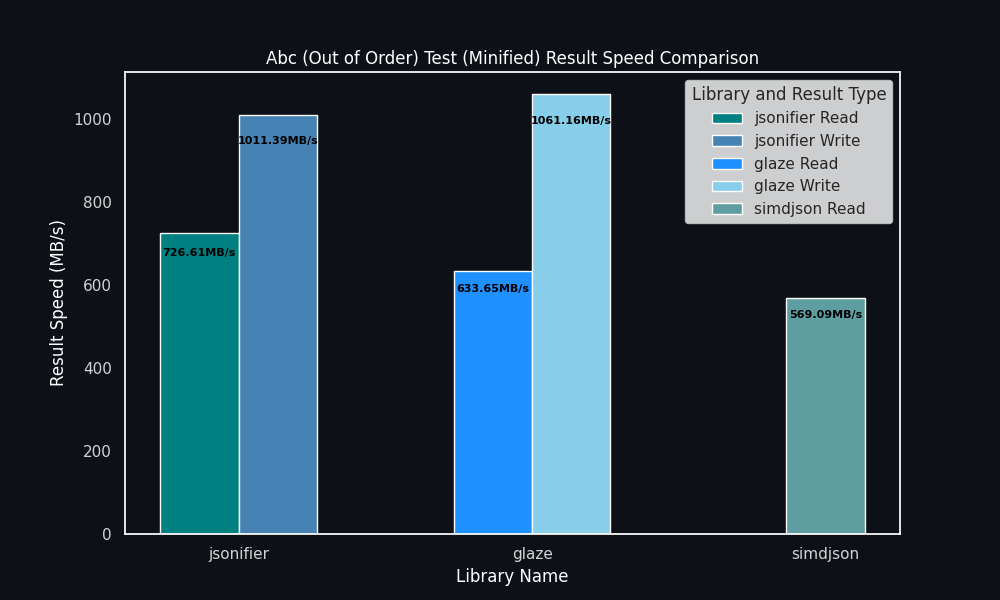 Abc (Out of Order) Test (Minified) Result Speed Comparison
Result Speed (MB/s)
1000
800
600
400
200
0
726.61MB/s
1011.39MB/s
633.65MB/s
1061.16MB/s
569.09MB/s
Library and Result Type
jsonifier Read
jsonifier Write
glaze Read
glaze Write
simdjson Read
jsonifier
glaze
simdjson
Library Name